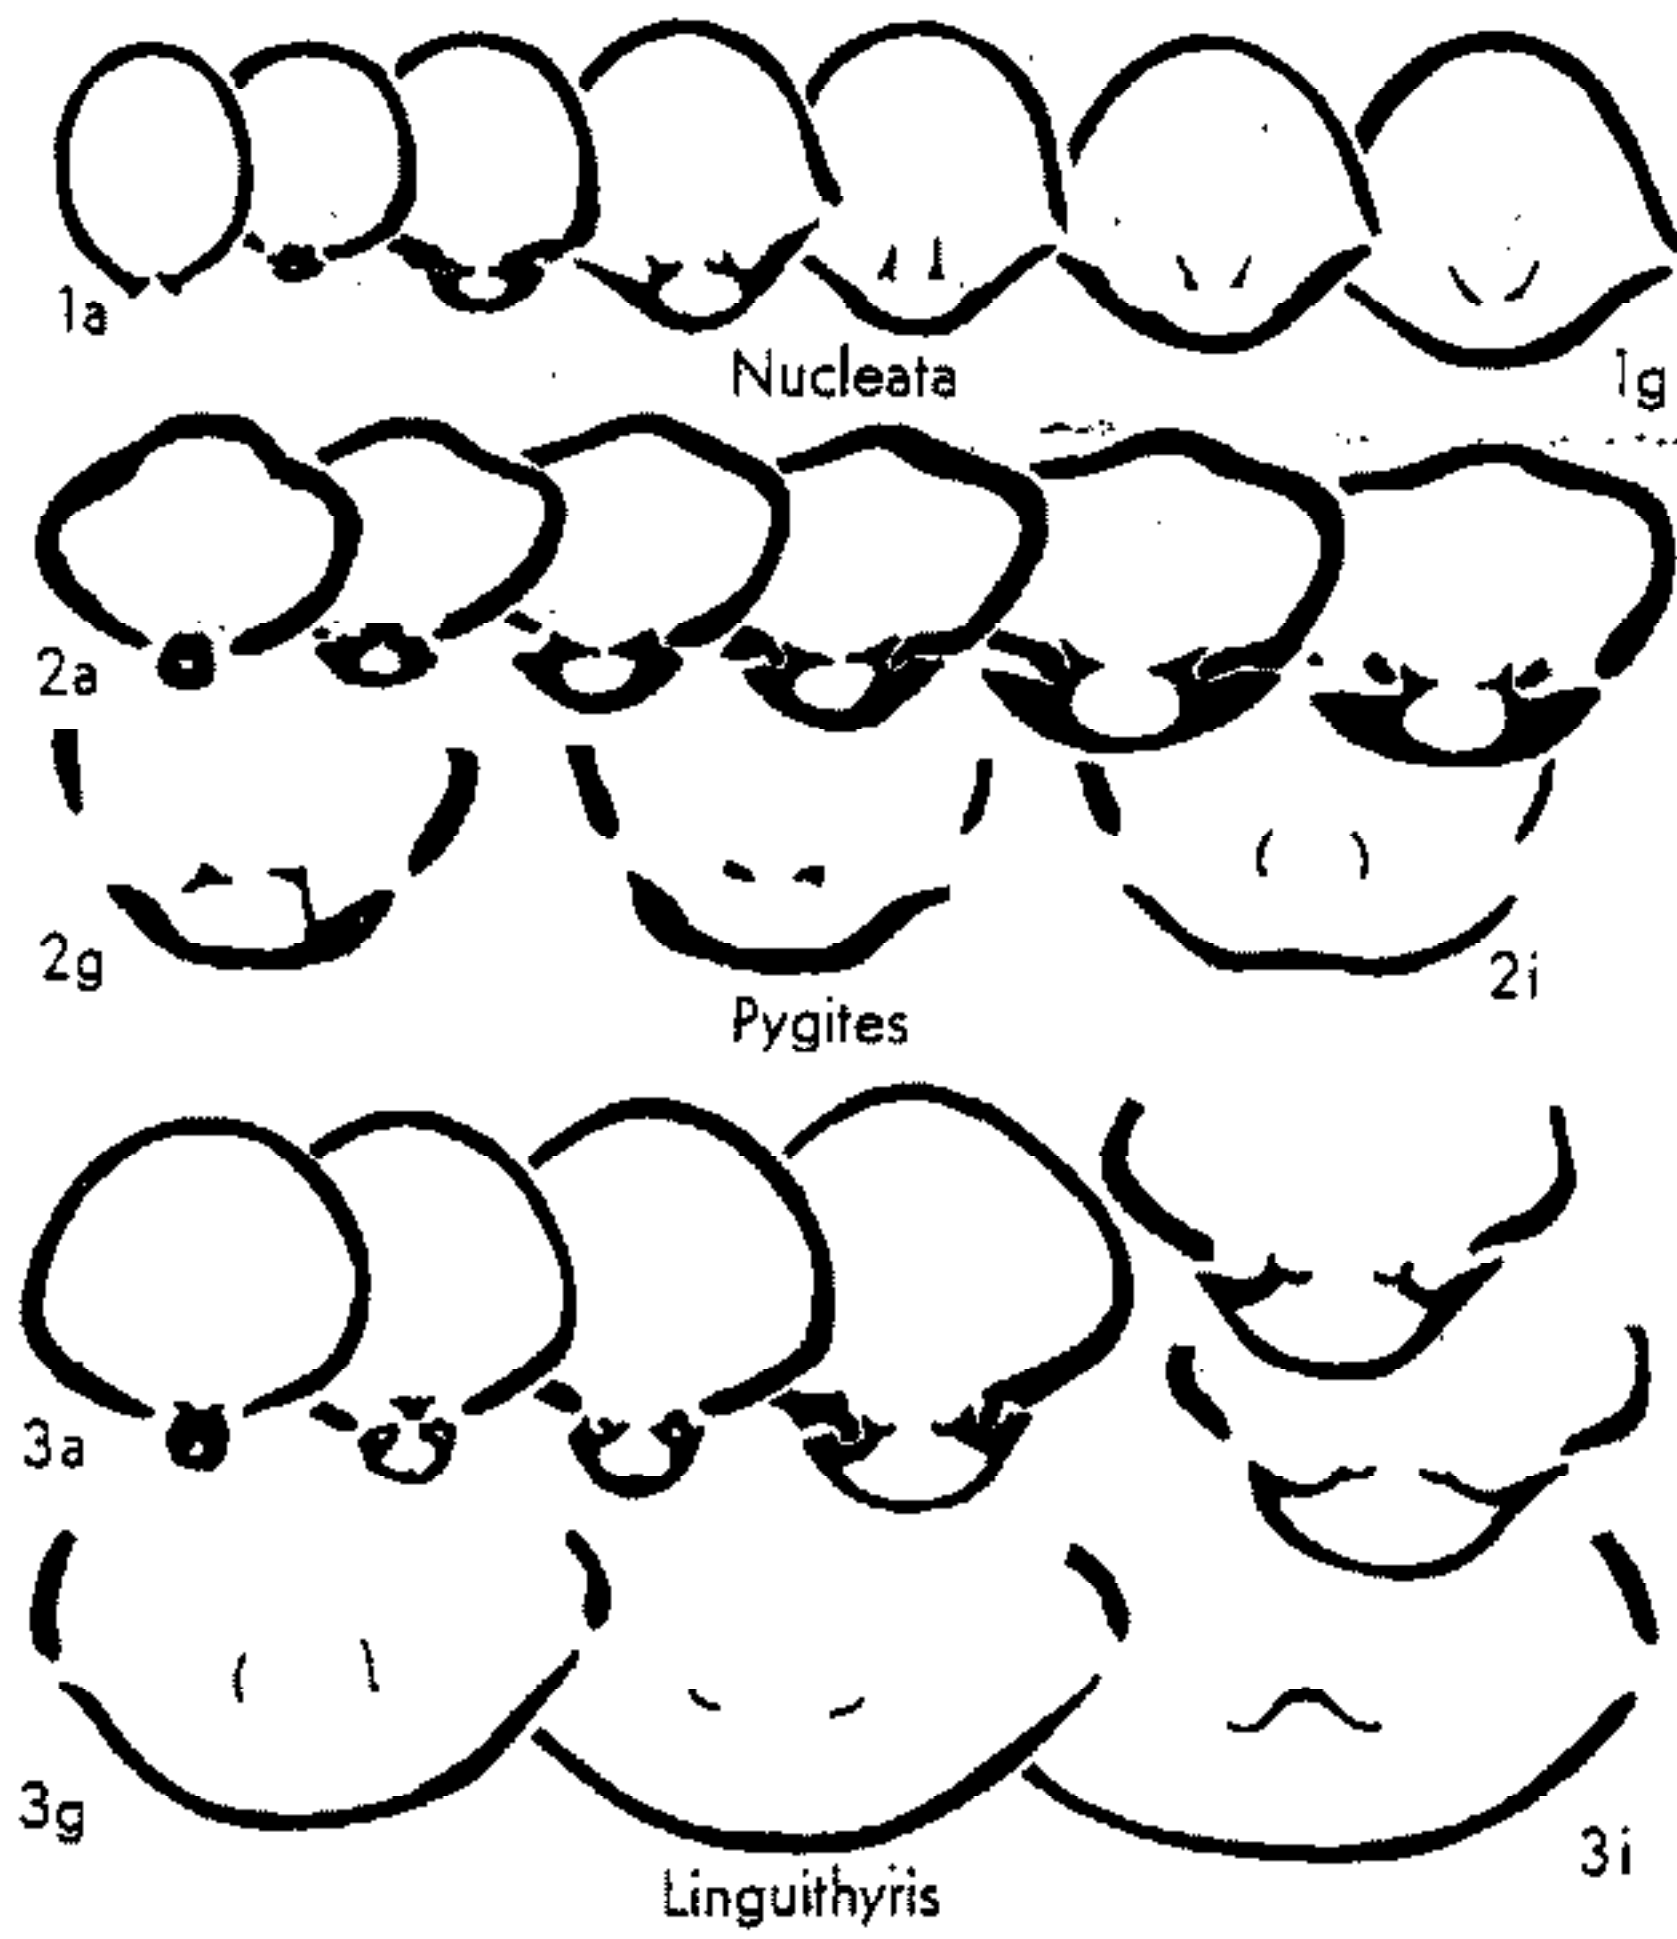 1a
1g
Nucleata
2a
2g
2i
Pygites
3a
3g
3i
Linguithyris